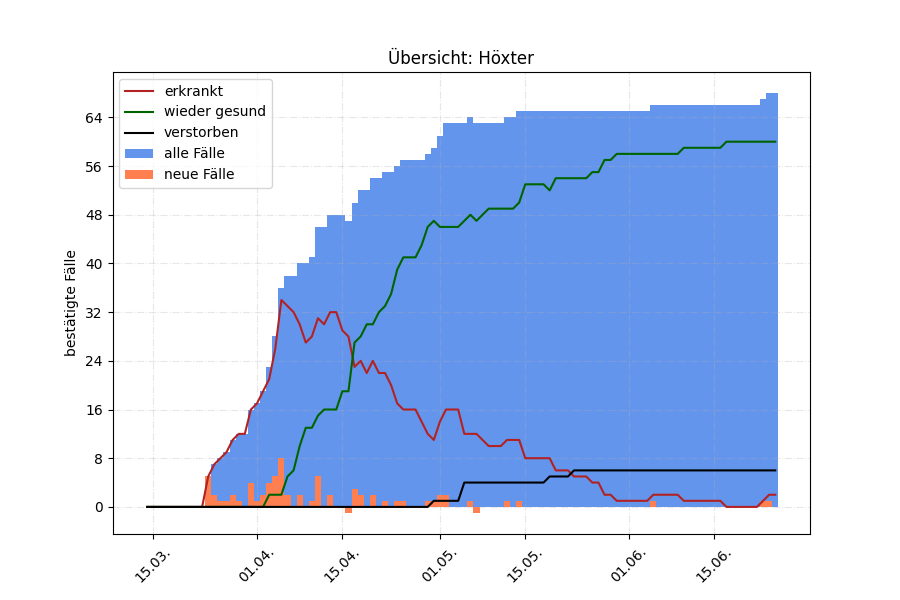 Übersicht: Höxter
erkrankt
wieder gesund
verstorben
alle Fälle
neue Fälle
bestätigte Fälle
64
56
48
40
32
24
16
8
0
15.03.
01.04.
15.04.
01.05.
15.05.
01.06.
15.06.